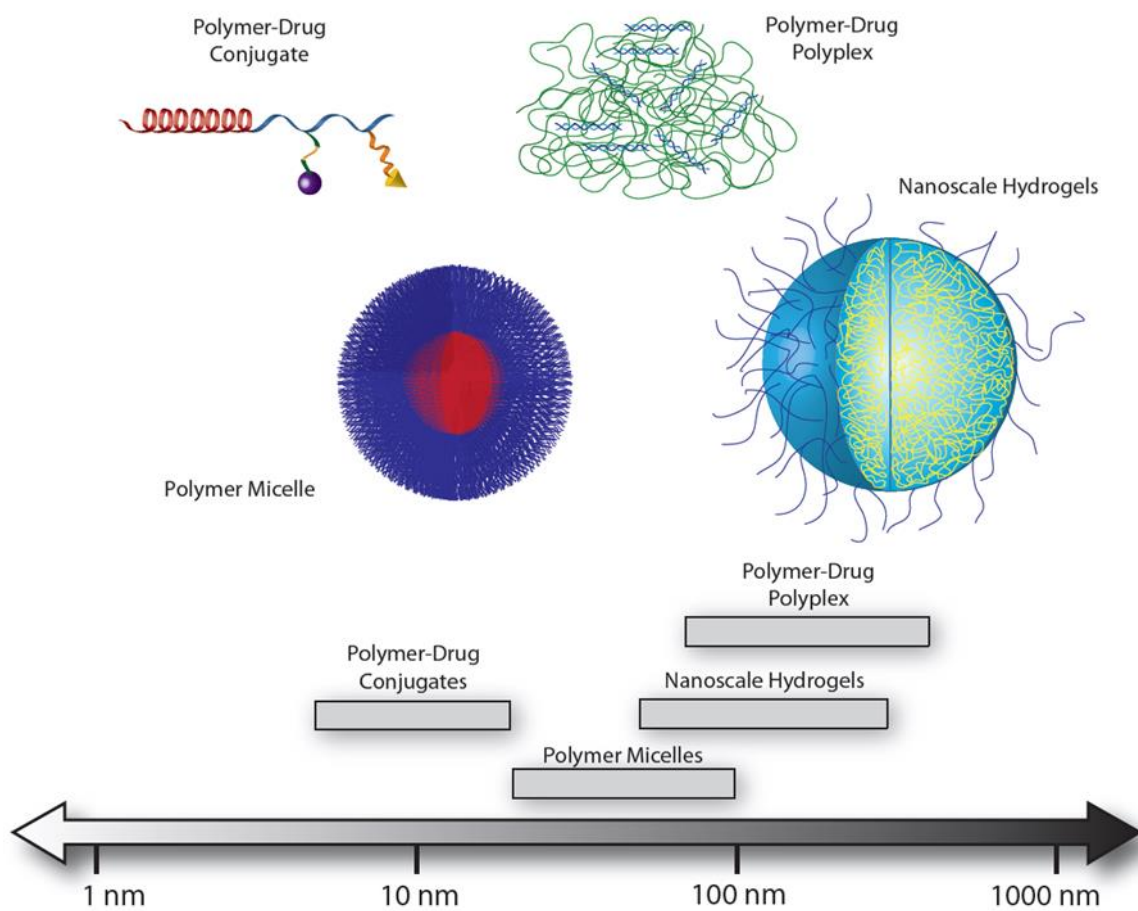 Polymer-Drug
Conjugate
Polymer-Drug
Polyplex
Nanoscale Hydrogels
Polymer Micelle
Polymer-Drug
Polyplex
Polymer-Drug
Conjugates
Nanoscale Hydrogels
Polymer Micelles
1 nm
10 nm
100 nm
1000 nm